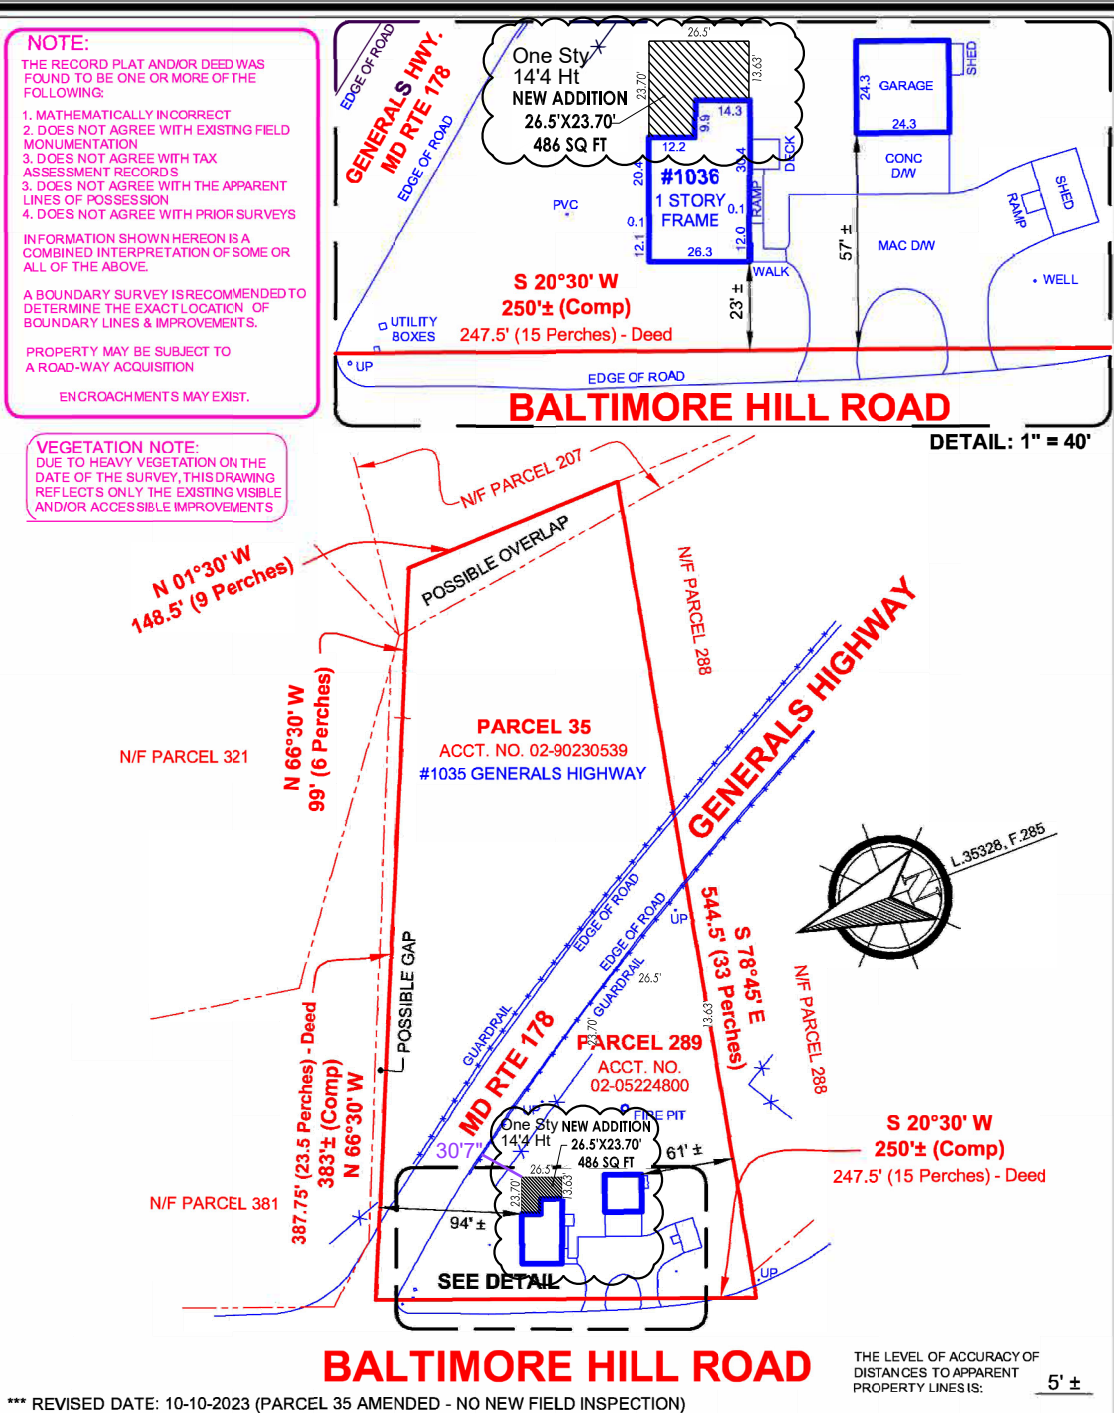 NOTE:
THE RECORD PLAT AND/OR DEED WAS
FOUND TO BE ONE OR MORE OF THE
FOLLOWING:
1. MATHEMATICALLY INCORRECT
2. DOES NOT AGREE WITH EXISTING FIELD
MONUMENTATION
3. DOES NOT AGREE WITH TAX
ASSESSMENT RECORDS
3. DOES NOT AGREE WITH THE APPARENT
LINES OF POSSESSION
4. DOES NOT AGREE WITH PRIOR SURVEYS
INFORMATION SHOWN HEREON IS A
COMBINED INTERPRETATION OF SOME OR
ALL OF THE ABOVE.
A BOUNDARY SURVEY IS RECOMMENDED TO
DETERMINE THE EXACT LOCATION OF
BOUNDARY LINES & IMPROVEMENTS.
PROPERTY MAY BE SUBJECT TO
A ROAD-WAY ACQUISITION
ENCROACHMENTS MAY EXIST.
VEGETATION NOTE:
DUE TO HEAVY VEGETATION ON THE
DATE OF THE SURVEY, THIS DRAWING
REFLECTS ONLY THE EXISTING VISIBLE
AND/OR ACCESSIBLE IMPROVEMENTS
EDGE OF ROAD
GENERALS HWY.
MD RTE 178
EDGE OF ROAD
One Sty
14'4 Ht
NEW ADDITION
26.5'X23.70'
486 SQ FT
26.5'
23.70'
13.63'
14.3
9.9
12.2
20.4
30.4
#1036
1 STORY
FRAME
0.1
0.1
12.1
12.0
26.3
DECK
RAMP
WALK
PVC
24.3
GARAGE
24.3
SHED
CONC
D/W
MAC D/W
RAMP
SHED
WELL
57' ±
23' ±
S 20°30' W
250'± (Comp)
247.5' (15 Perches) - Deed
UTILITY
BOXES
UP
EDGE OF ROAD
BALTIMORE HILL ROAD
DETAIL: 1" = 40'
N/F PARCEL 207
POSSIBLE OVERLAP
N 01°30' W
148.5' (9 Perches)
N/F PARCEL 288
N 66°30' W
99' (6 Perches)
N/F PARCEL 321
PARCEL 35
ACCT. NO. 02-90230539
#1035 GENERALS HIGHWAY
GENERALS HIGHWAY
L.35328, F.285
N
EDGE OF ROAD
EDGE OF ROAD
GUARDRAIL
GUARDRAIL
UP
S 78°45' E
544.5' (33 Perches)
N/F PARCEL 288
POSSIBLE GAP
26.5'
23.70'
13.63'
MD RTE 178
PARCEL 289
ACCT. NO.
02-05224800
387.75' (23.5 Perches) - Deed
383'± (Comp)
N 66°30' W
N/F PARCEL 381
UP
FIRE PIT
One Sty
14'4 Ht
NEW ADDITION
26.5'X23.70'
486 SQ FT
30'7"
26.5'
23.70'
13.63'
61' ±
94' ±
S 20°30' W
250'± (Comp)
247.5' (15 Perches) - Deed
UP
SEE DETAIL
BALTIMORE HILL ROAD
THE LEVEL OF ACCURACY OF
DISTANCES TO APPARENT
PROPERTY LINES IS:
5' ±
*** REVISED DATE: 10-10-2023 (PARCEL 35 AMENDED - NO NEW FIELD INSPECTION)